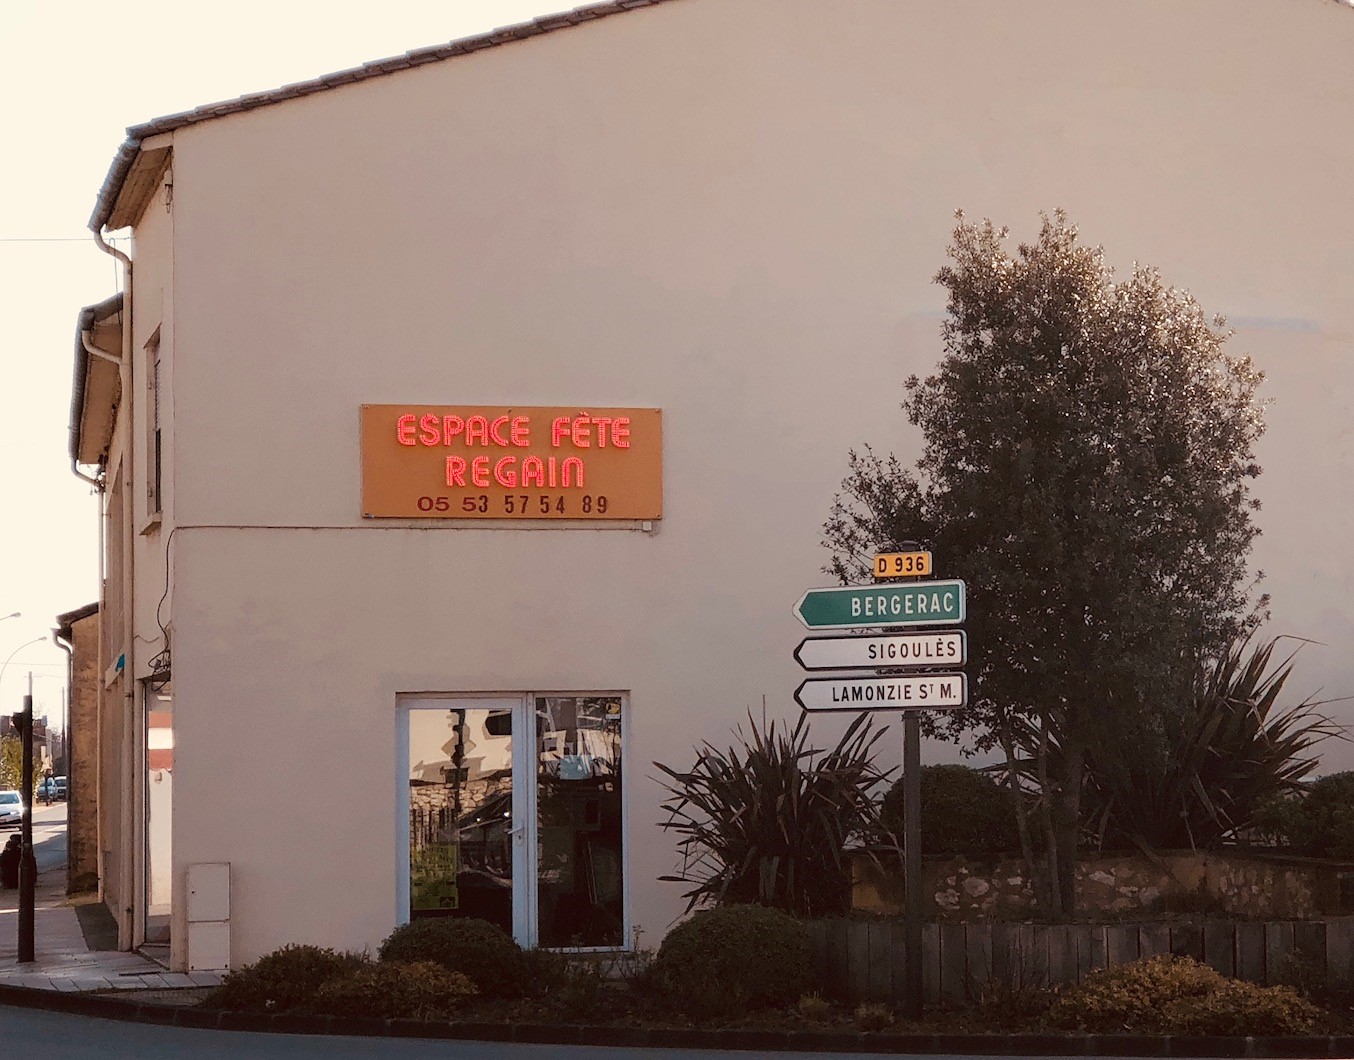 ESPACE FÊTE
REGAIN
05 53 57 54 89
D 936
BERGERAC
SIGOULÈS
LAMONZIE ST M.